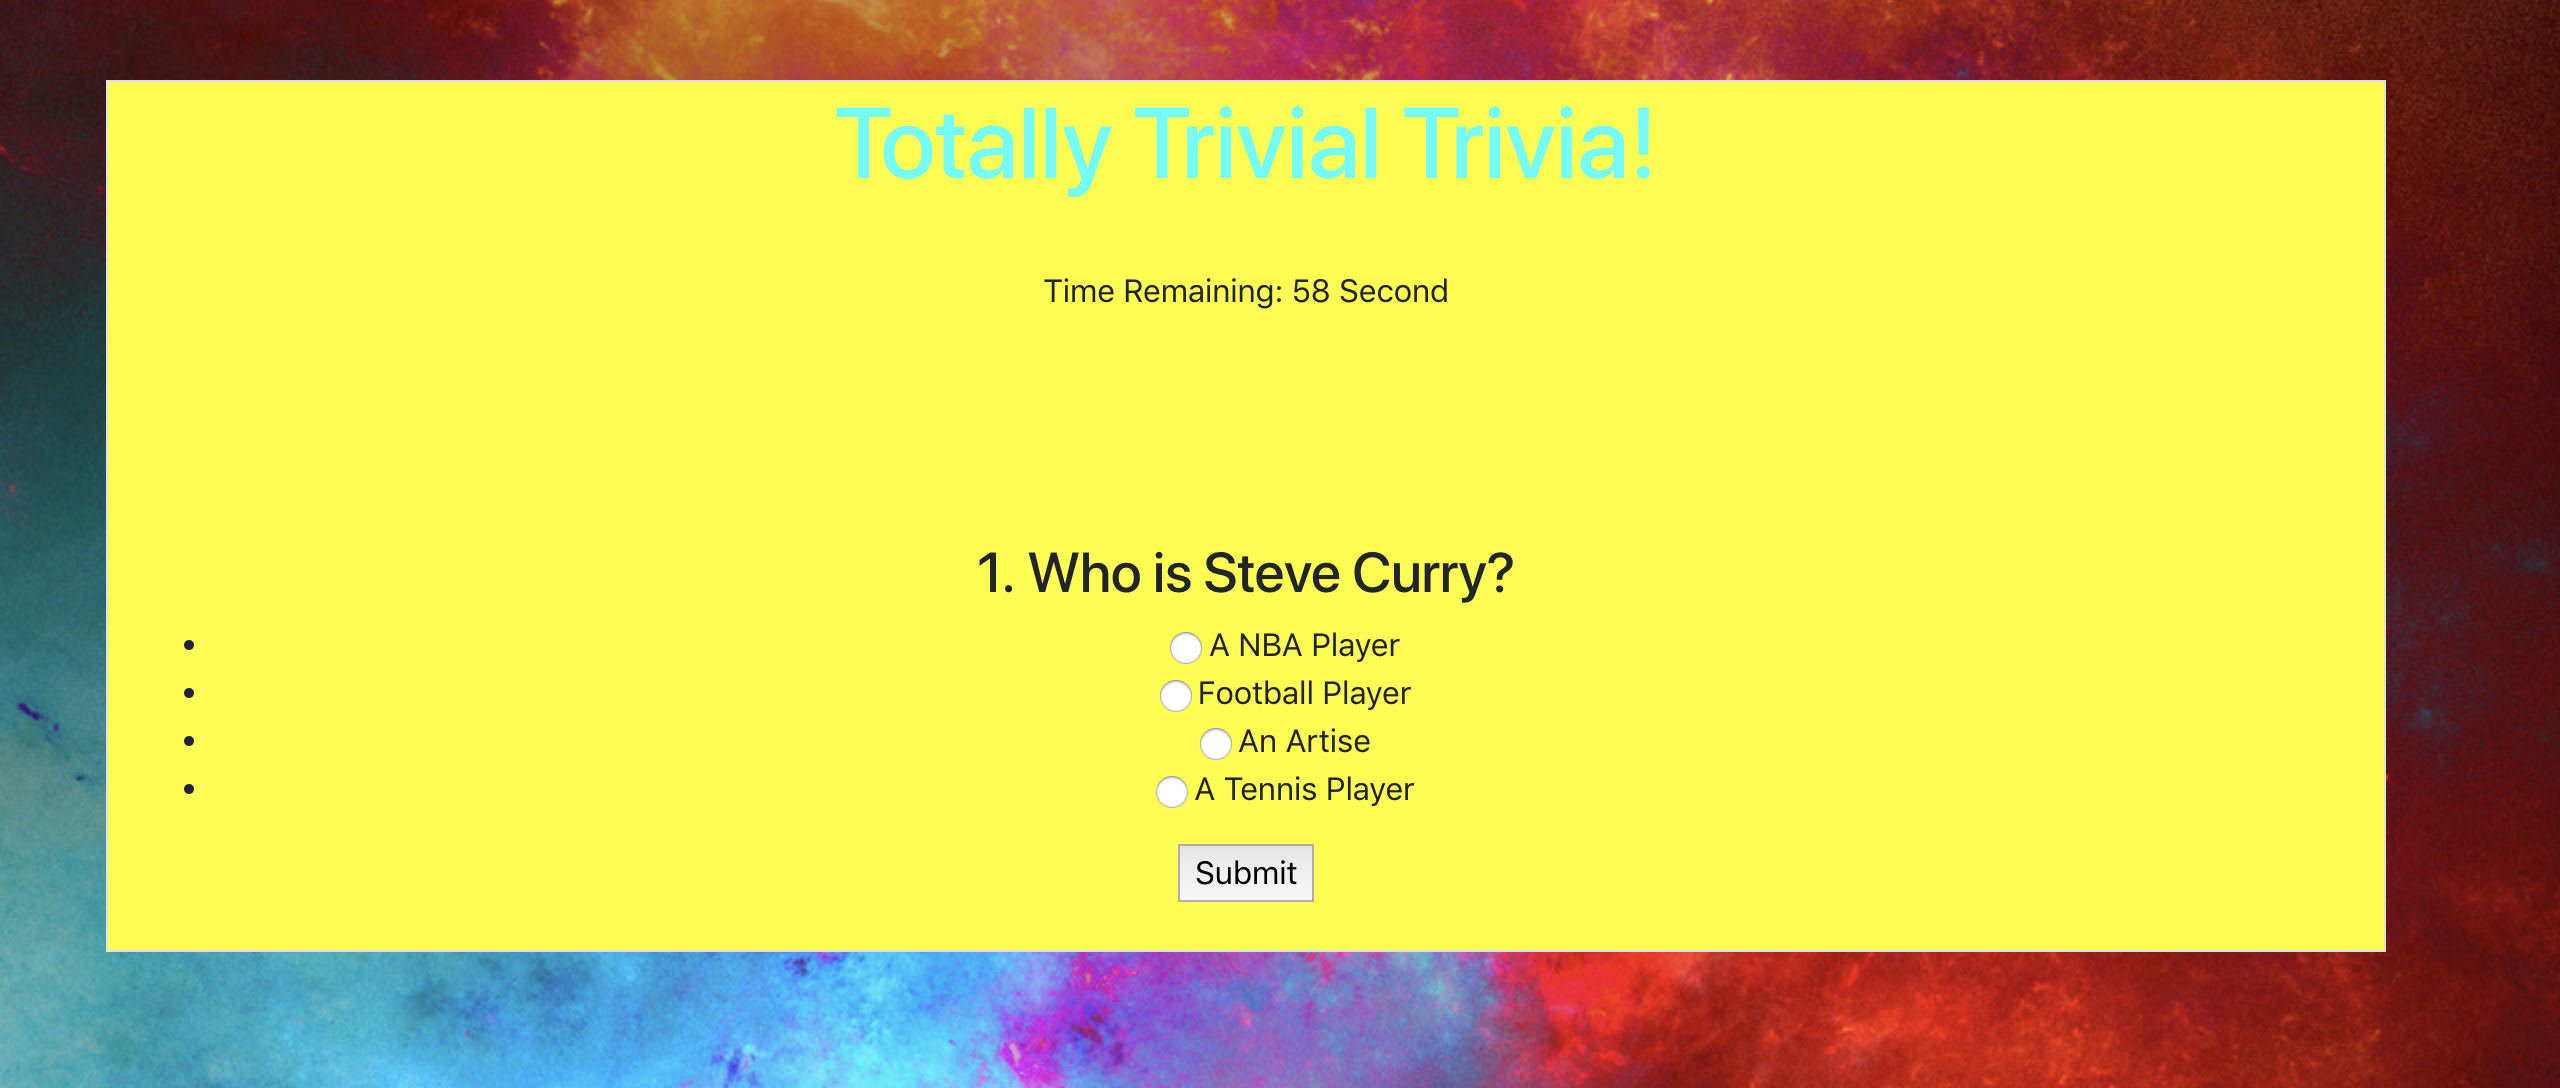 Totally Trivial Trivia!
Time Remaining: 58 Second
1. Who is Steve Curry?
A NBA Player
Football Player
An Artise
A Tennis Player
Submit